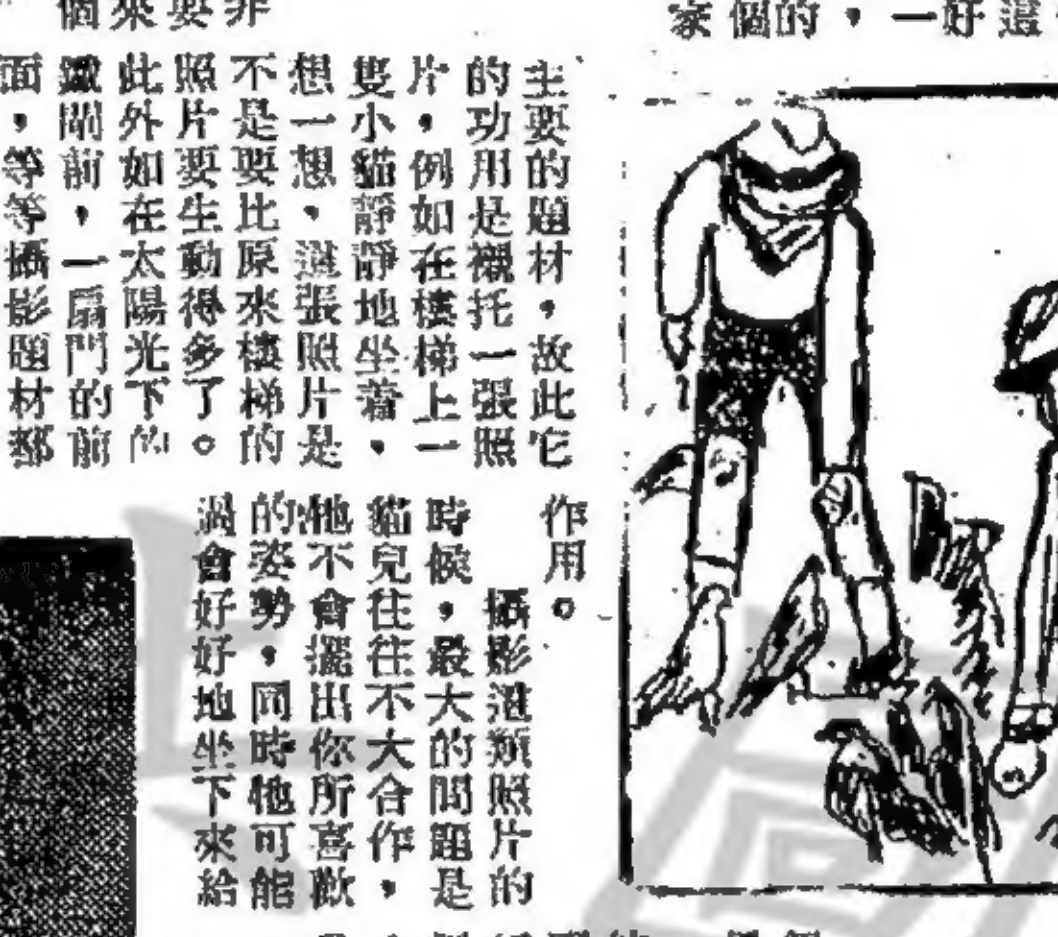 主要的題材，故此它
的功用是襯托一張照
片，例如在樓梯上一
隻小貓靜靜地坐着，
想一想，這張照片是
不是要比原來樓梯的
照片要生動得多了。
此外如在太陽光下的
鐵閘前，一扇門的前
面，等等攝影題材都
作用。
攝影這類照片的
時候，最大的問題是
貓兒往往不大合作，
牠不會擺出你所喜歡
的姿勢，同時牠可能
過會好好地坐下來給